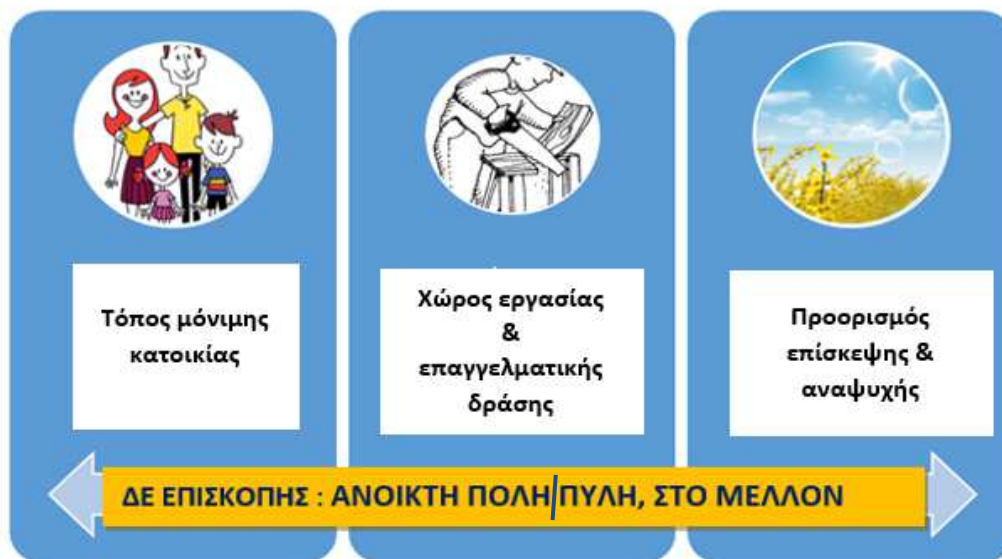 Τόπος μόνιμης
κατοικίας
Χώρος εργασίας
&
επαγγελματικής
δράσης
Προορισμός
επίσκεψης &
αναψυχής
ΔΕ ΕΠΙΣΚΟΠΗΣ : ΑΝΟΙΚΤΗ ΠΟΛΗ/ΠΥΛΗ, ΣΤΟ ΜΕΛΛΟΝ